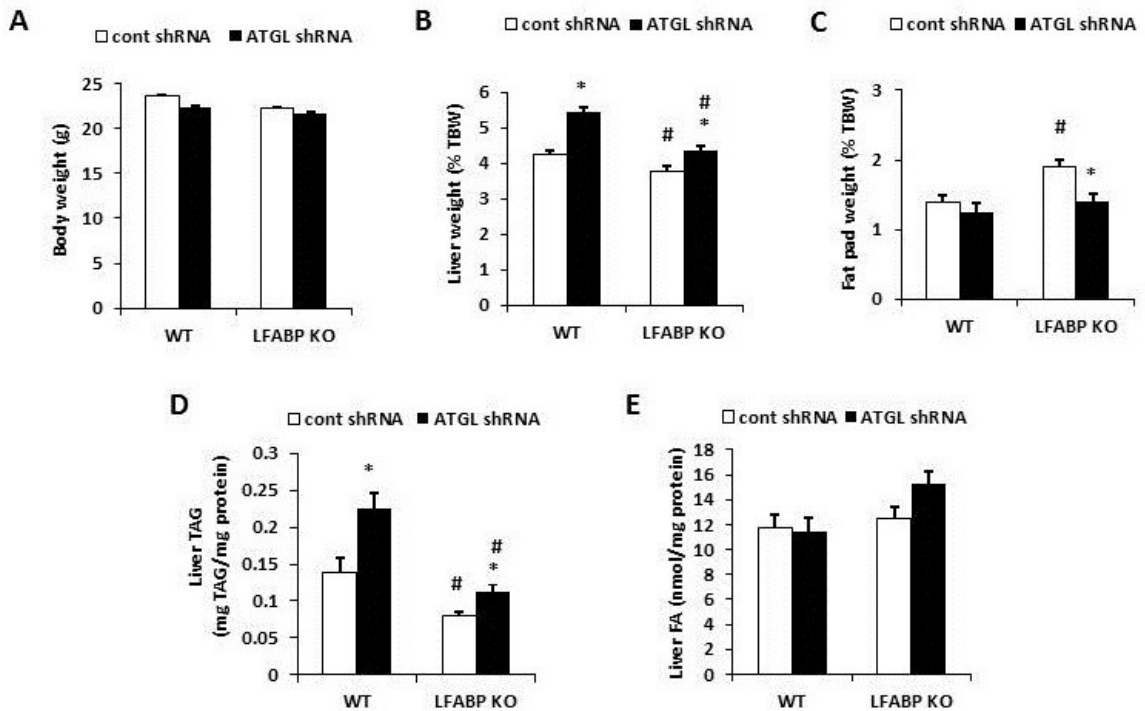 A
cont shRNA ATGL shRNA
Body weight (g)
25
20
15
10
5
0
WT LFABP KO
B
cont shRNA ATGL shRNA
Liver weight (% TBW)
6
5
4
3
2
1
0
*
#
#
*
WT LFABP KO
C
cont shRNA ATGL shRNA
Fat pad weight (% TBW)
3
2
1
0
#
*
WT LFABP KO
D
cont shRNA ATGL shRNA
Liver TAG
(mg TAG/mg protein)
0.3
0.25
0.2
0.15
0.1
0.05
0
*
#
#
*
WT LFABP KO
E
cont shRNA ATGL shRNA
Liver FA (nmol/mg protein)
18
16
14
12
10
8
6
4
2
0
WT LFABP KO